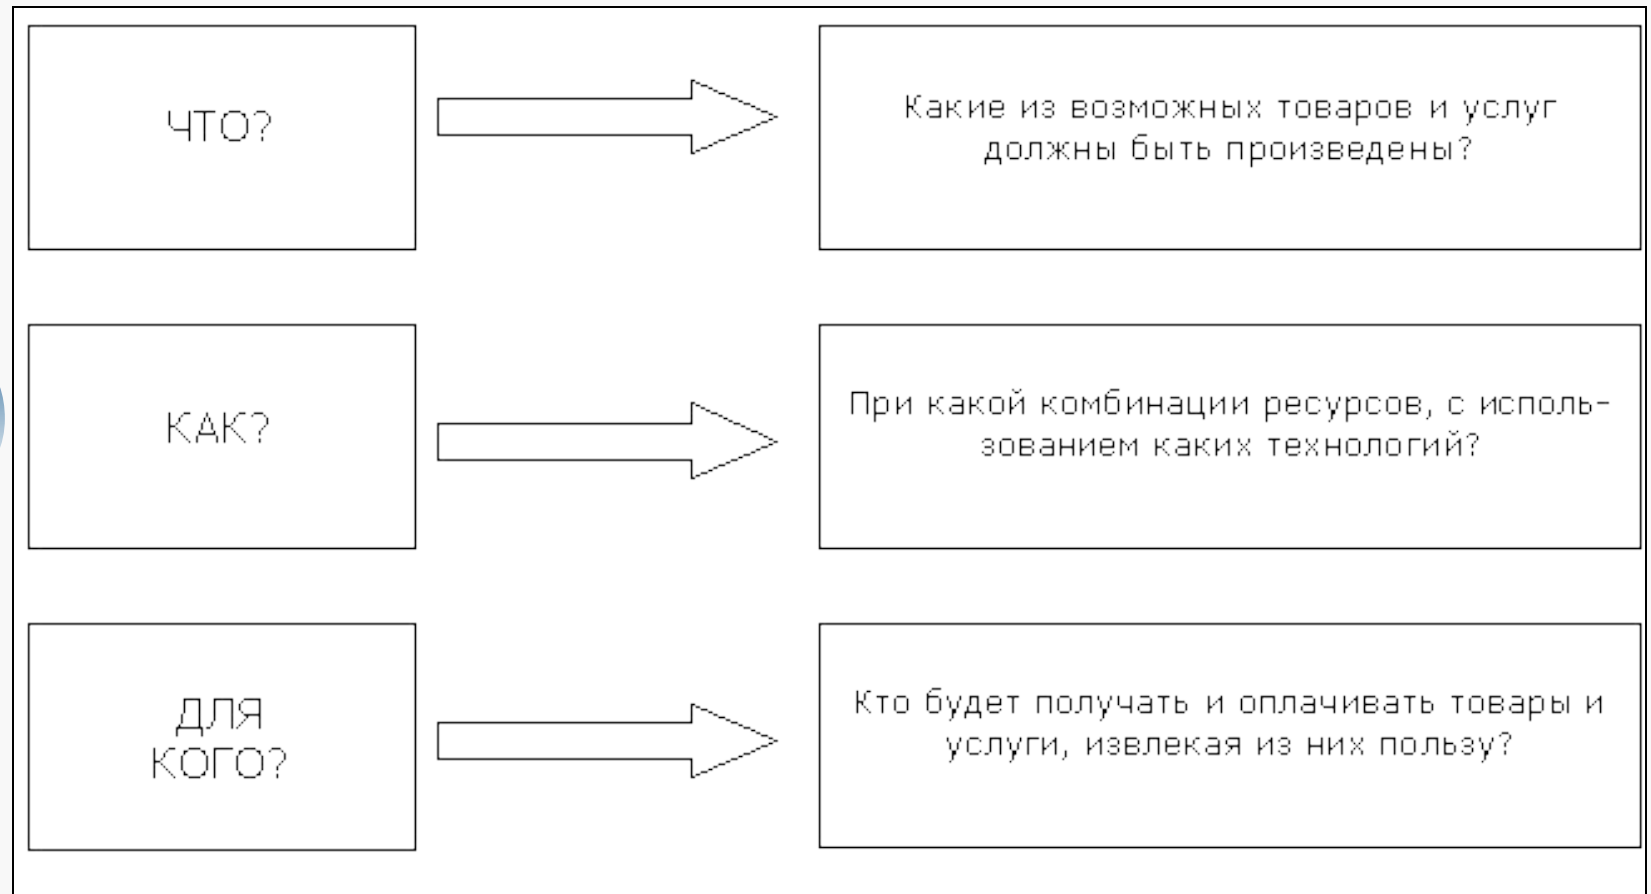 ЧТО?
Какие из возможных товаров и услуг
должны быть произведены?
КАК?
При какой комбинации ресурсов, с исполь-
зованием каких технологий?
ДЛЯ
КОГО?
Кто будет получать и оплачивать товары и
услуги, извлекая из них пользу?